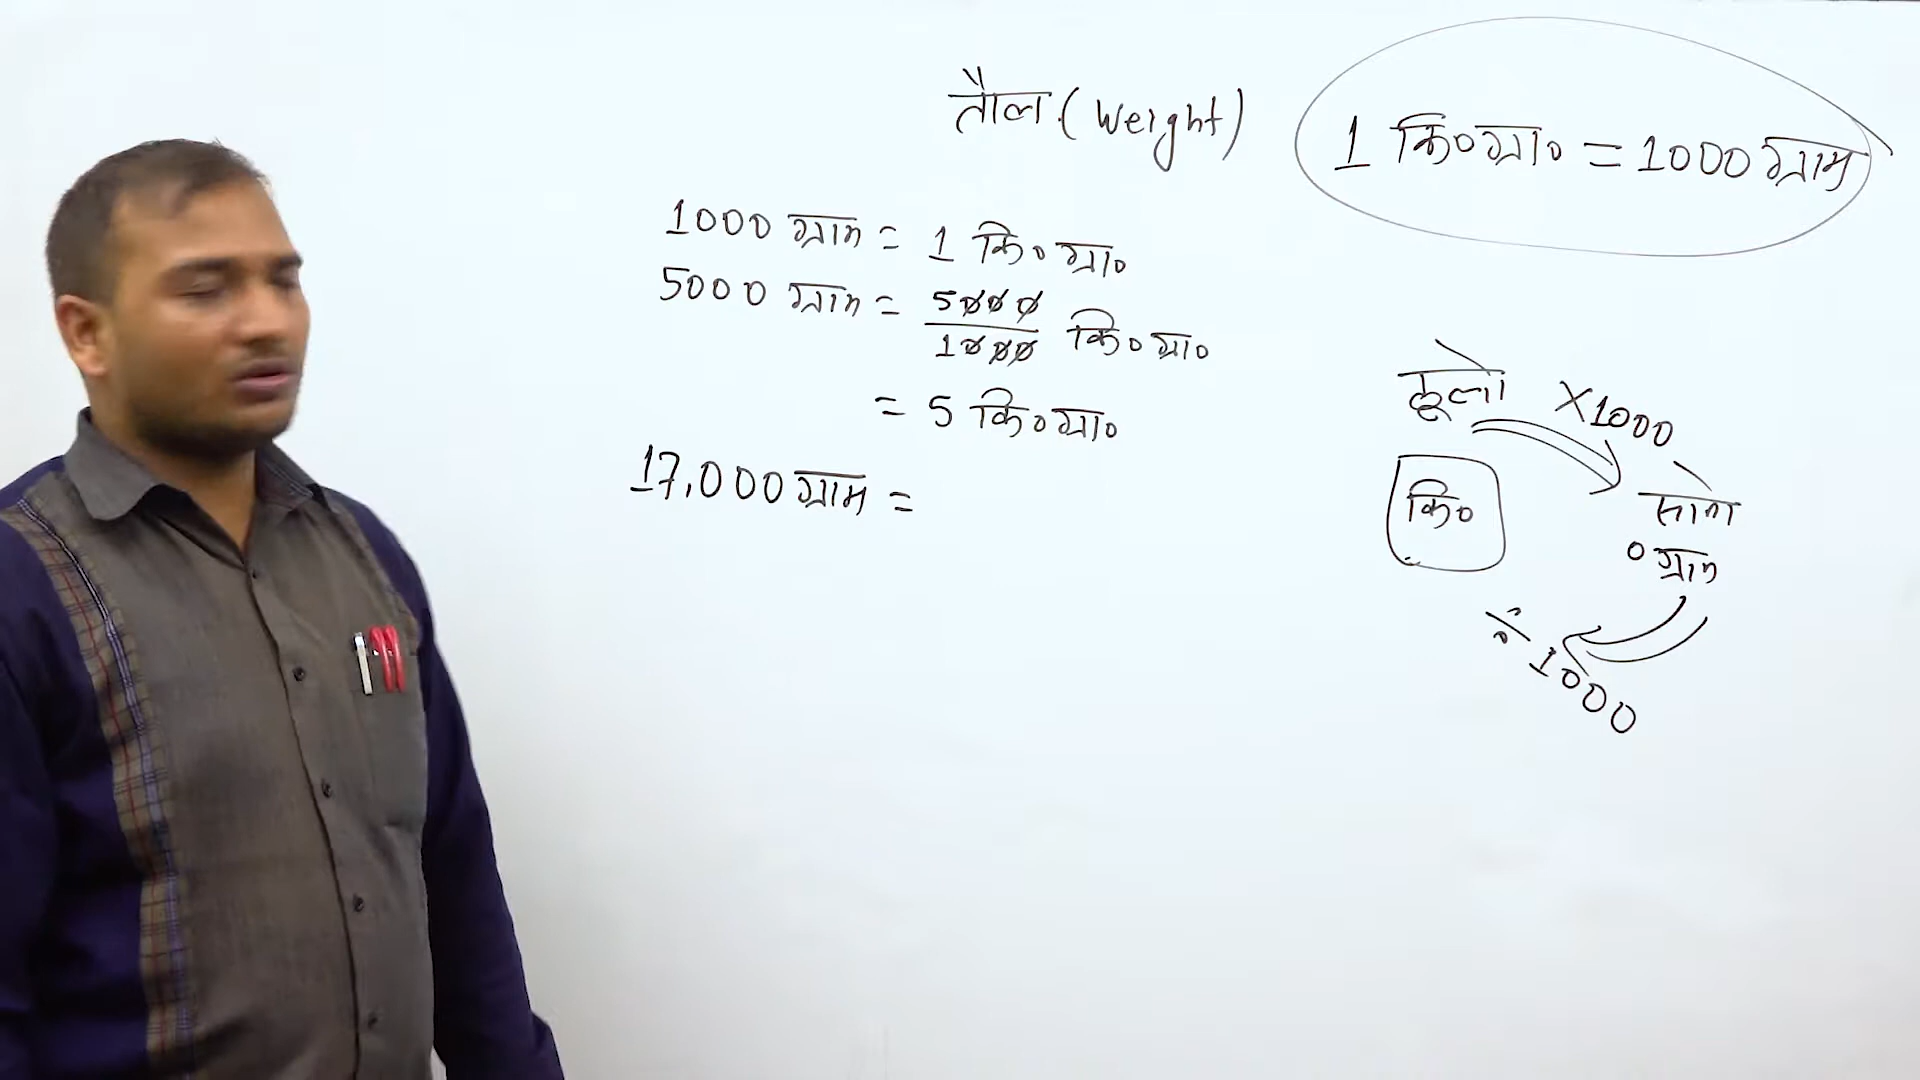 तौल (Weight)
1 कि०ग्रा० = 1000 ग्राम
1000 ग्राम = 1 कि०ग्रा०
5000 ग्राम = 5000/1000 कि०ग्रा०
= 5 कि०ग्रा०
17,000 ग्राम =
ठूलो ×1000
कि०
सानो
ग्राम
÷1000